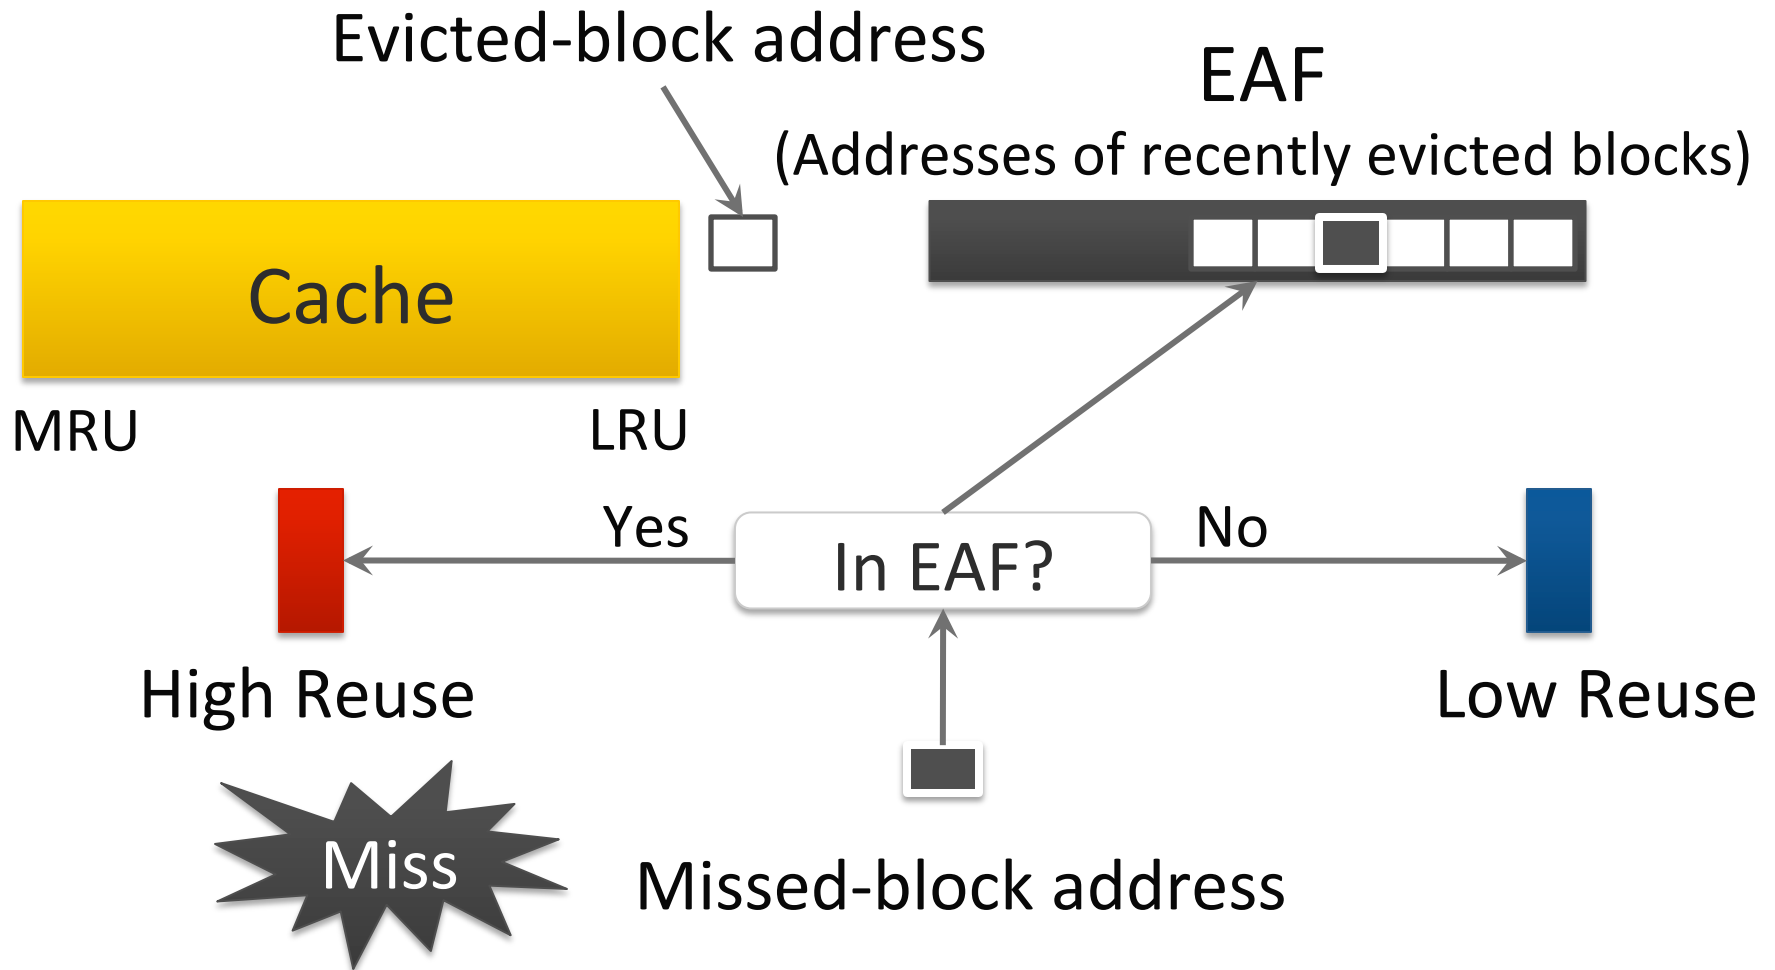 Evicted-block address
EAF
(Addresses of recently evicted blocks)
Cache
MRU
LRU
Yes
In EAF?
No
High Reuse
Low Reuse
Miss
Missed-block address